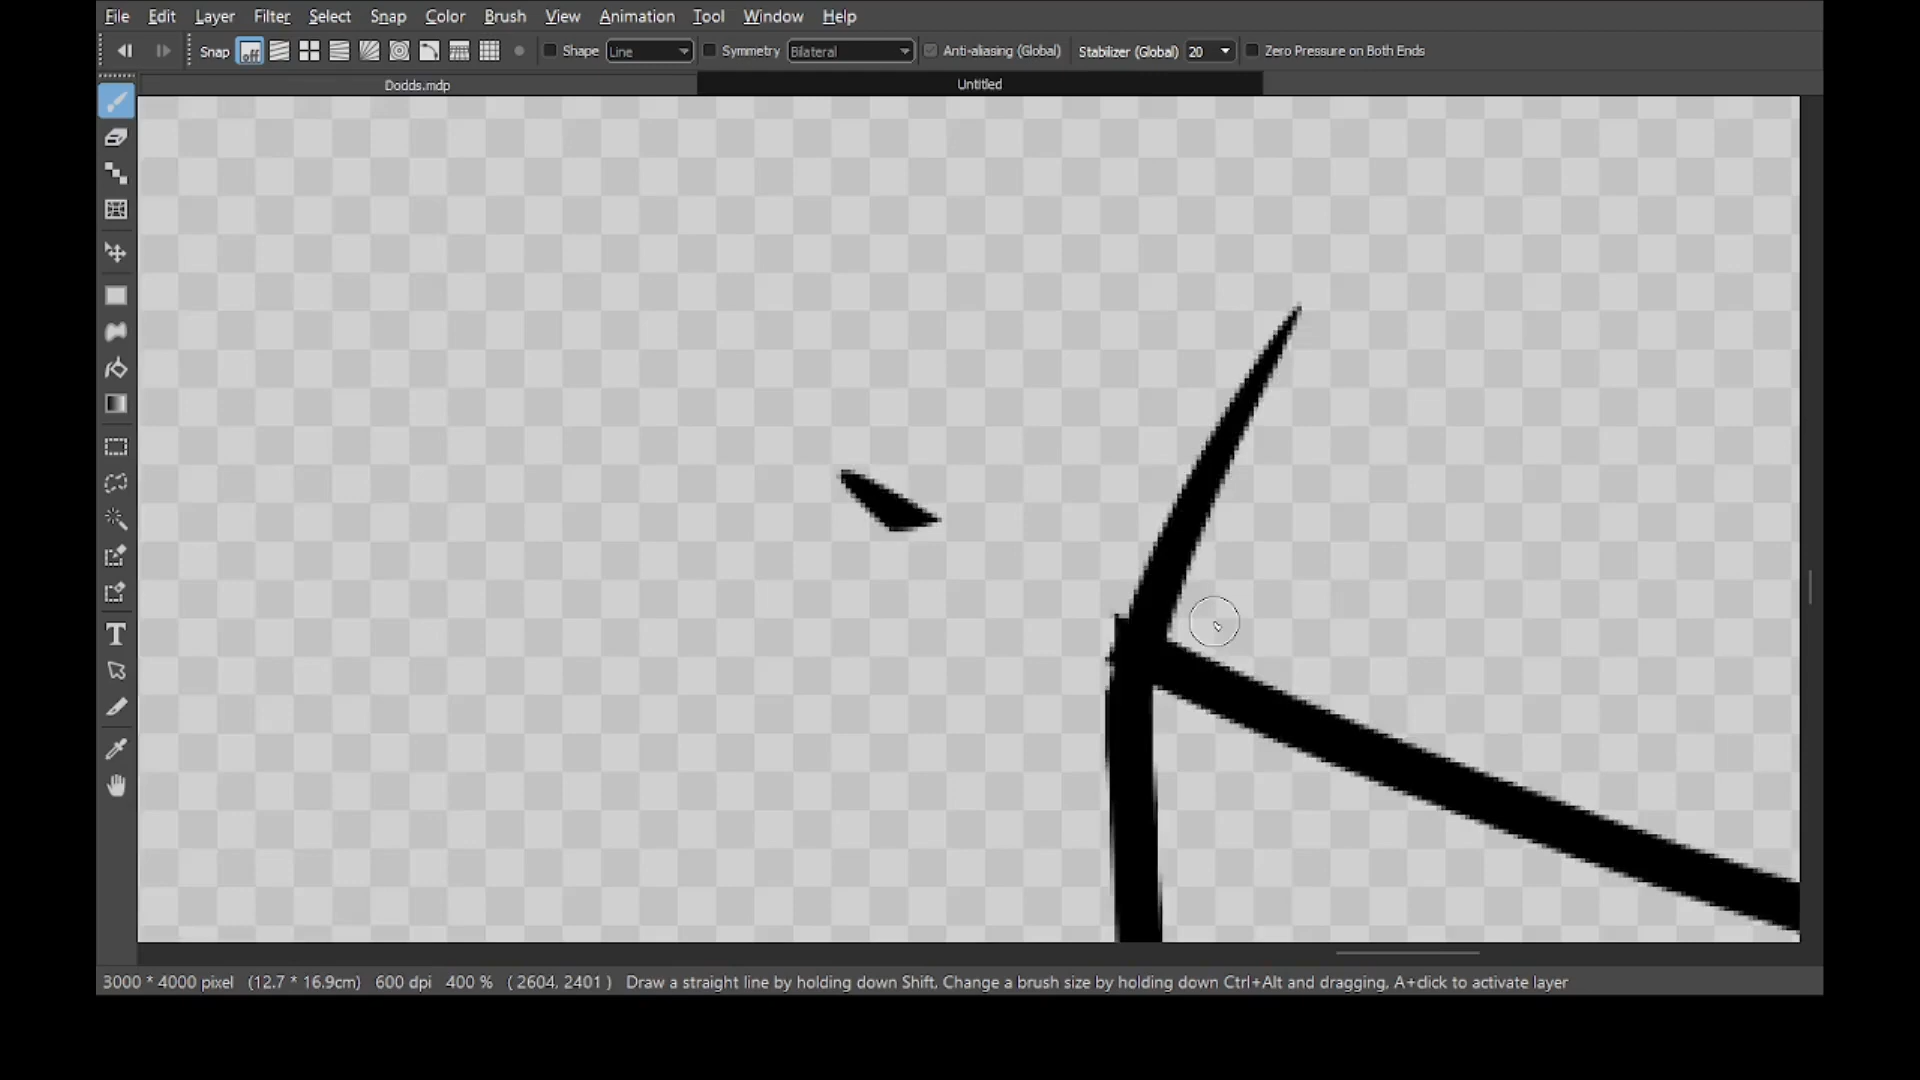 File Edit Layer Filter Select Snap Color Brush View Animation Tool Window Help
Snap off Shape Line Symmetry Bilateral Anti-aliasing (Global) Stabilizer (Global) 20 Zero Pressure on Both Ends
Dodds.mdp Untitled
T
3000 * 4000 pixel (12.7 * 16.9cm) 600 dpi 400 % ( 2604, 2401 ) Draw a straight line by holding down Shift, Change a brush size by holding down Ctrl+Alt and dragging, A+click to activate layer